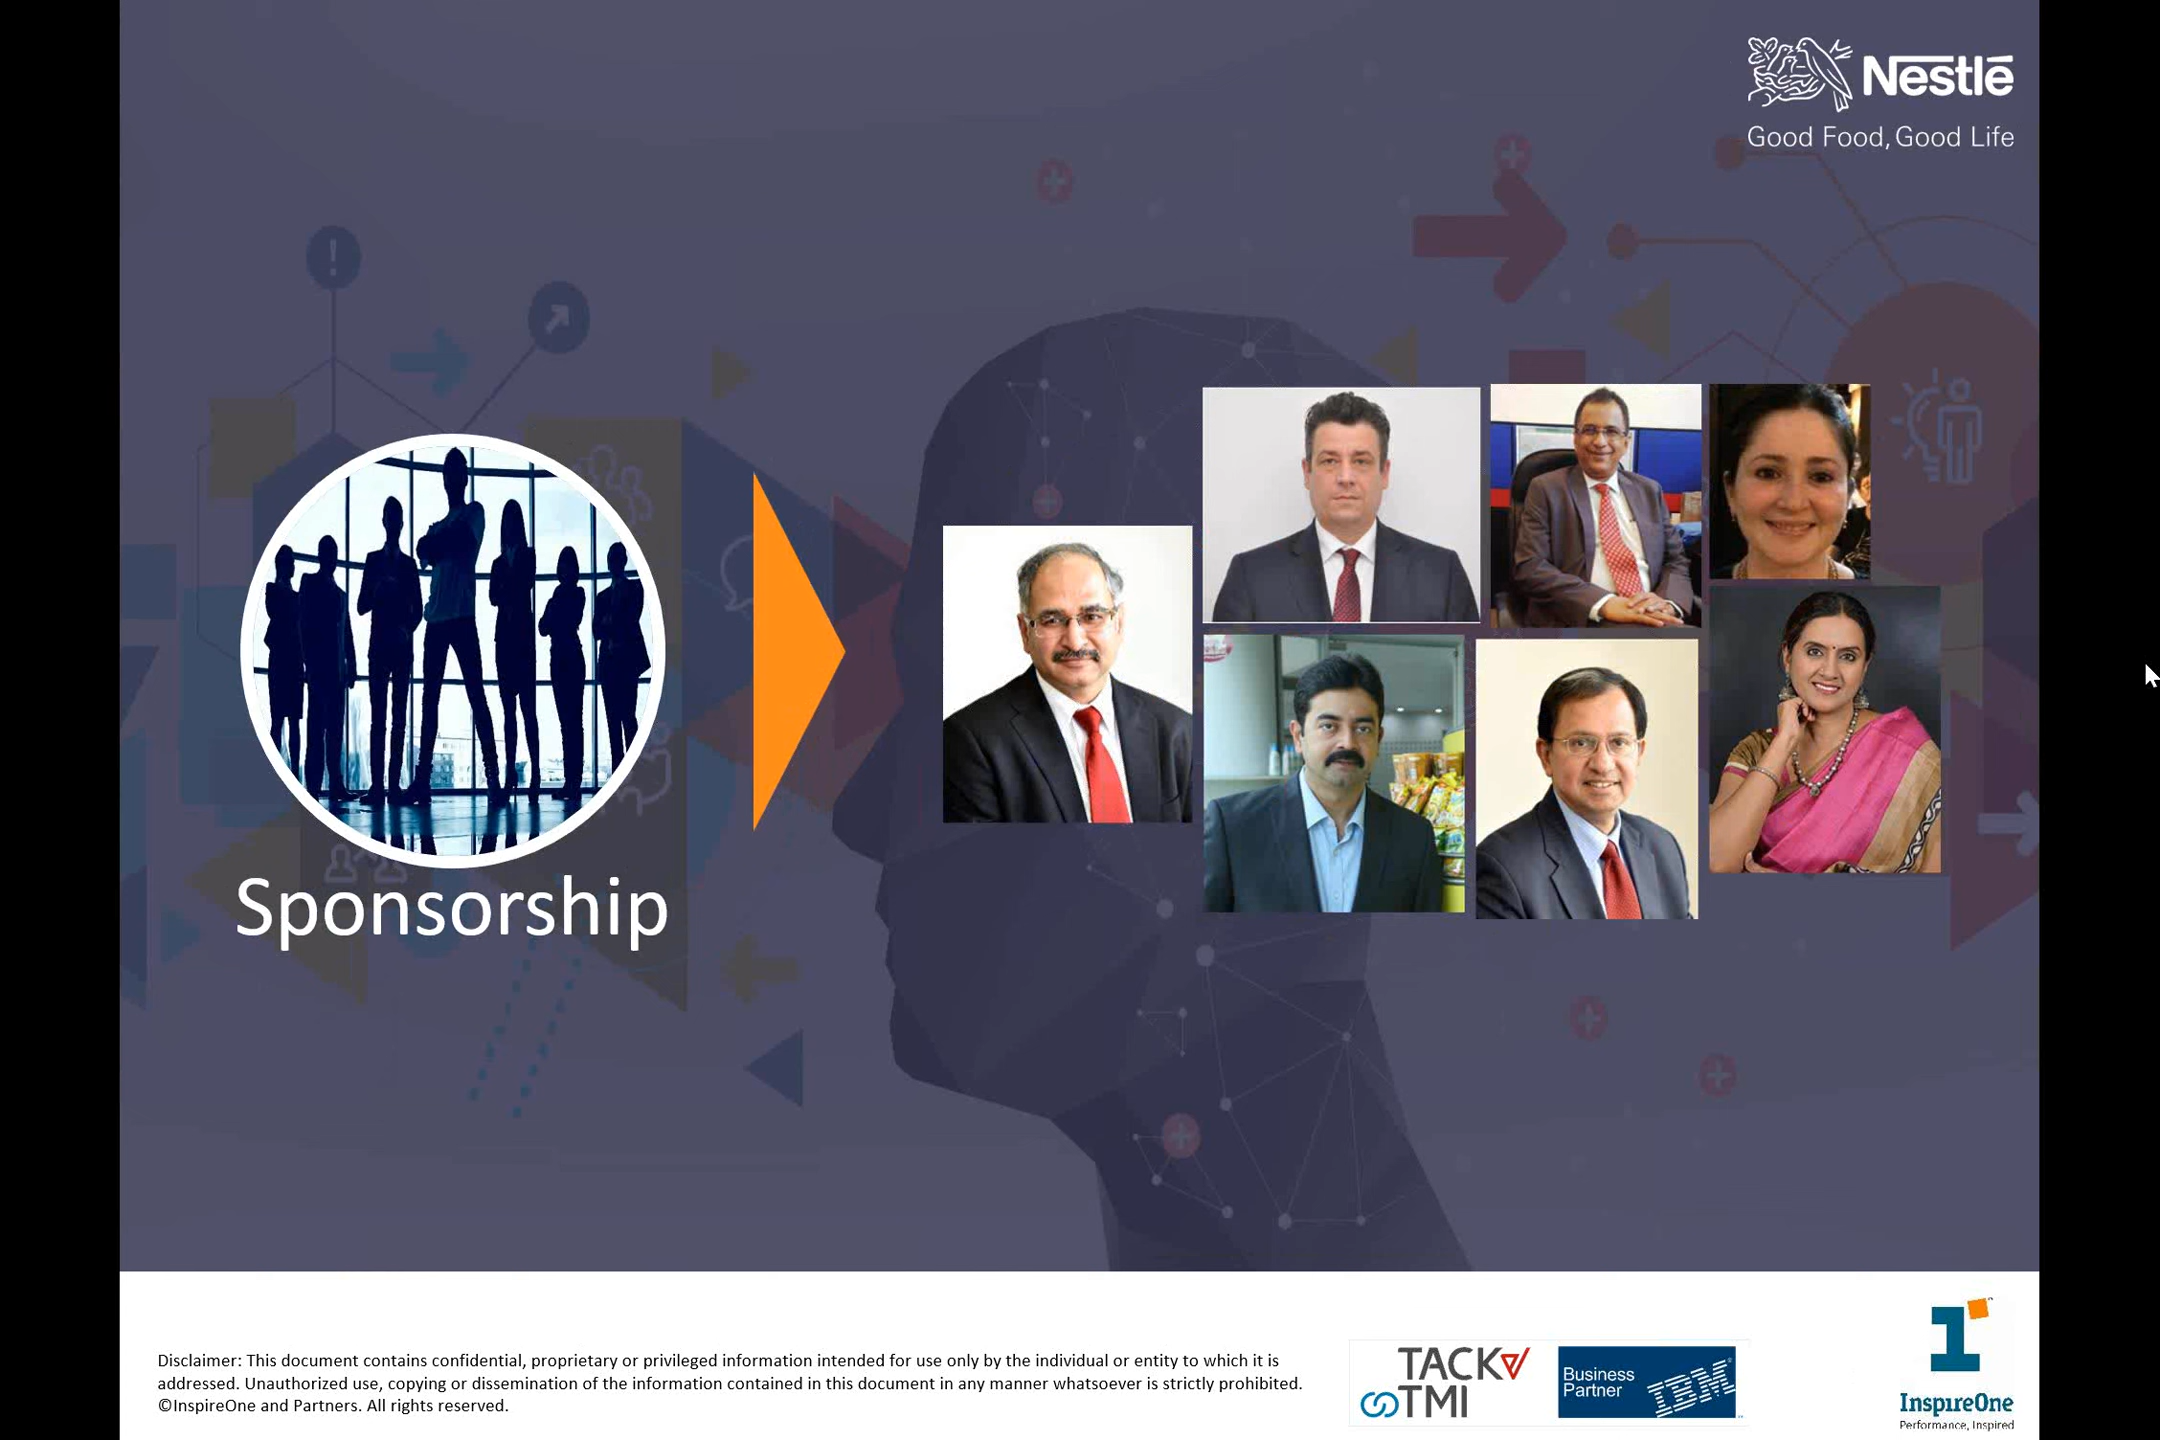 Nestlé
Good Food, Good Life
Sponsorship
Disclaimer: This document contains confidential, proprietary or privileged information intended for use only by the individual or entity to which it is
addressed. Unauthorized use, copying or dissemination of the information contained in this document in any manner whatsoever is strictly prohibited.
©InspireOne and Partners. All rights reserved.
TACK
TMI
Business
Partner
IBM
InspıreOne
Performance, Inspired